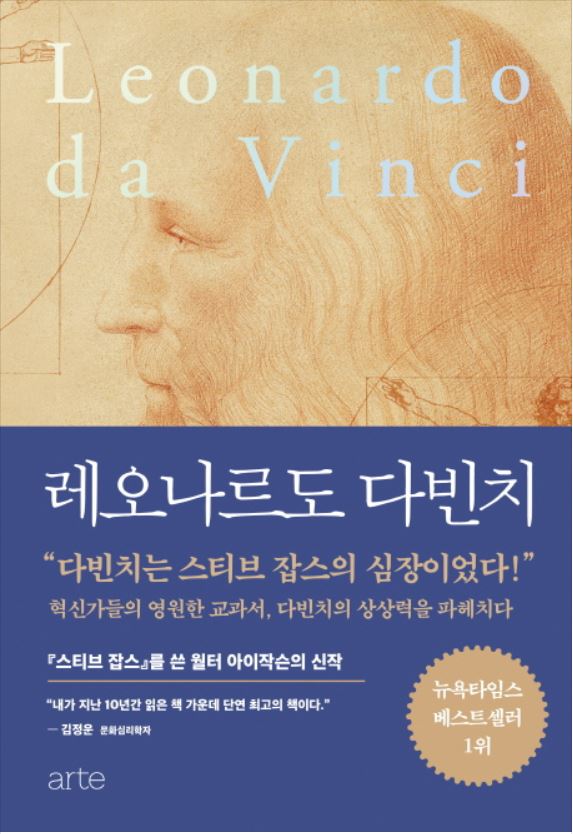 Leonardo
da Vinci
레오나르도 다빈치
“다빈치는 스티브 잡스의 심장이었다!”
혁신가들의 영원한 교과서, 다빈치의 상상력을 파헤치다
『스티브 잡스』를 쓴 월터 아이작슨의 신작
“내가 지난 10년간 읽은 책 가운데 단연 최고의 책이다.”
— 김정운 문화심리학자
뉴욕타임스
베스트셀러
1위
arte